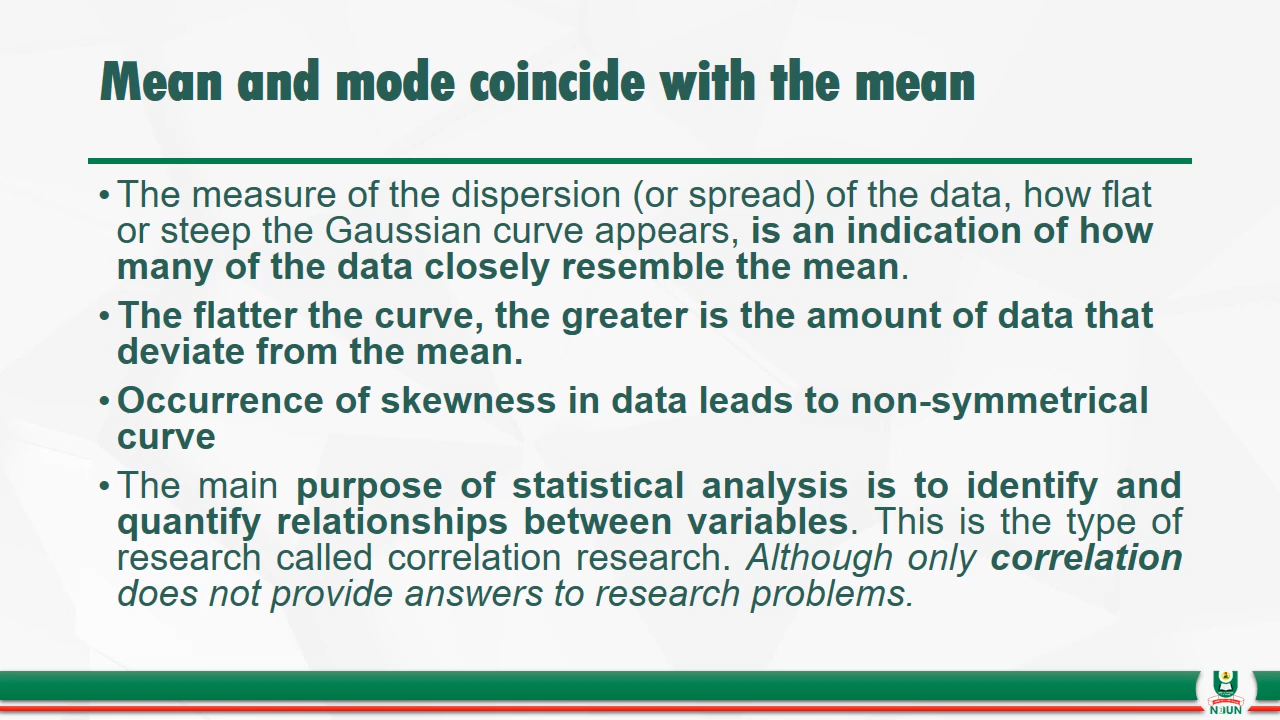 Mean and mode coincide with the mean
• The measure of the dispersion (or spread) of the data, how flat
or steep the Gaussian curve appears, is an indication of how
many of the data closely resemble the mean.
• The flatter the curve, the greater is the amount of data that
deviate from the mean.
• Occurrence of skewness in data leads to non-symmetrical
curve
• The main purpose of statistical analysis is to identify and
quantify relationships between variables. This is the type of
research called correlation research. Although only correlation
does not provide answers to research problems.